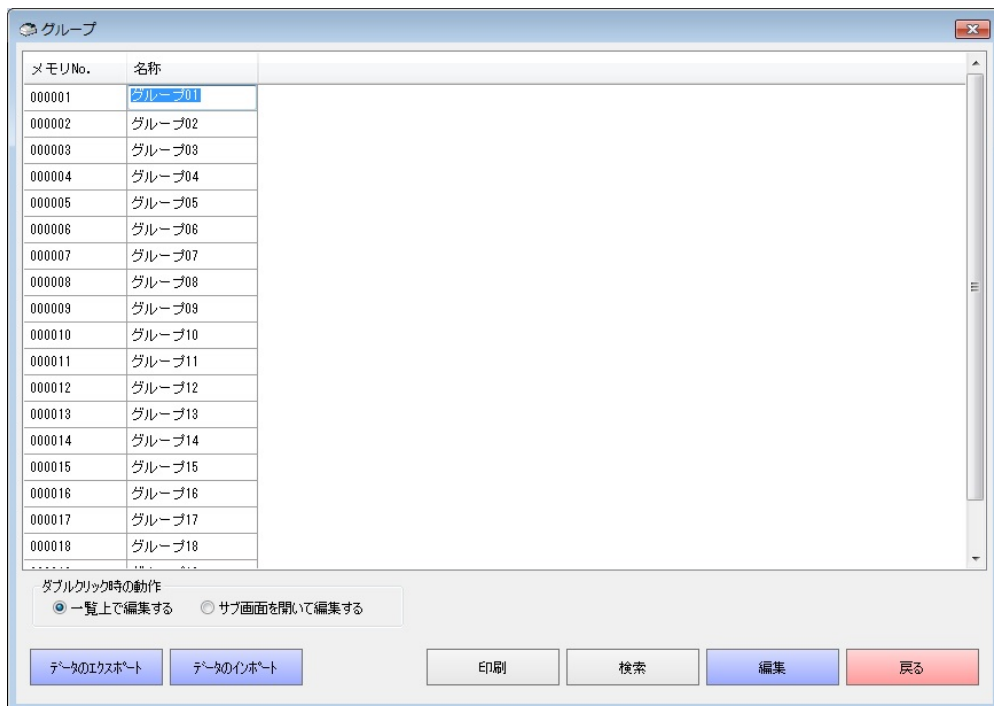 グループ
メモリNo. 名称
000001 グループ01
000002 グループ02
000003 グループ03
000004 グループ04
000005 グループ05
000006 グループ06
000007 グループ07
000008 グループ08
000009 グループ09
000010 グループ10
000011 グループ11
000012 グループ12
000013 グループ13
000014 グループ14
000015 グループ15
000016 グループ16
000017 グループ17
000018 グループ18
ダブルクリック時の動作
一覧上で編集する サブ画面を開いて編集する
データのエクスポート データのインポート 印刷 検索 編集 戻る